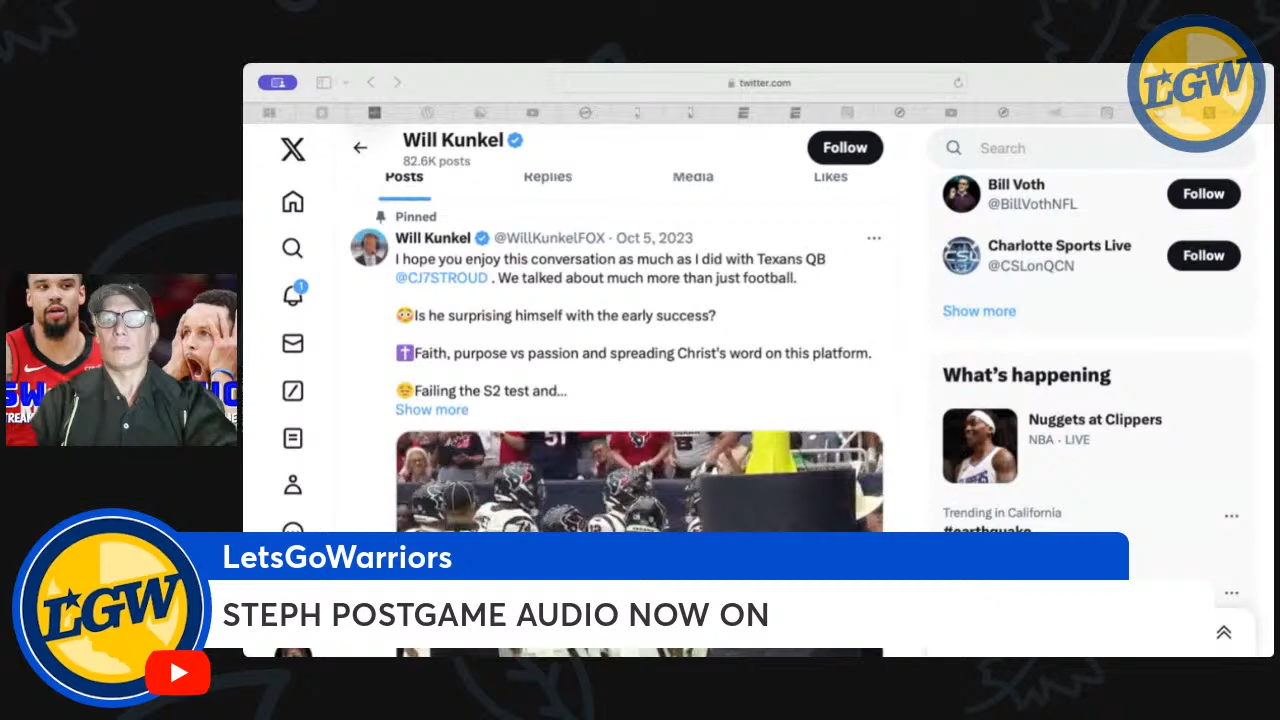 LGW
twitter.com
Will Kunkel
82.6K posts
Follow
Search
Posts
Replies
Media
Likes
Pinned
Will Kunkel @WillKunkelFOX · Oct 5, 2023
I hope you enjoy this conversation as much as I did with Texans QB
@CJ7STROUD . We talked about much more than just football.
😳Is he surprising himself with the early success?
✝️Faith, purpose vs passion and spreading Christ's word on this platform.
😔Failing the S2 test and...
Show more
Bill Voth
@BillVothNFL
Follow
Charlotte Sports Live
@CSLonQCN
Follow
Show more
What's happening
Nuggets at Clippers
NBA · LIVE
Trending in California
#earthquake
1
51
12
LGW
LetsGoWarriors
STEPH POSTGAME AUDIO NOW ON